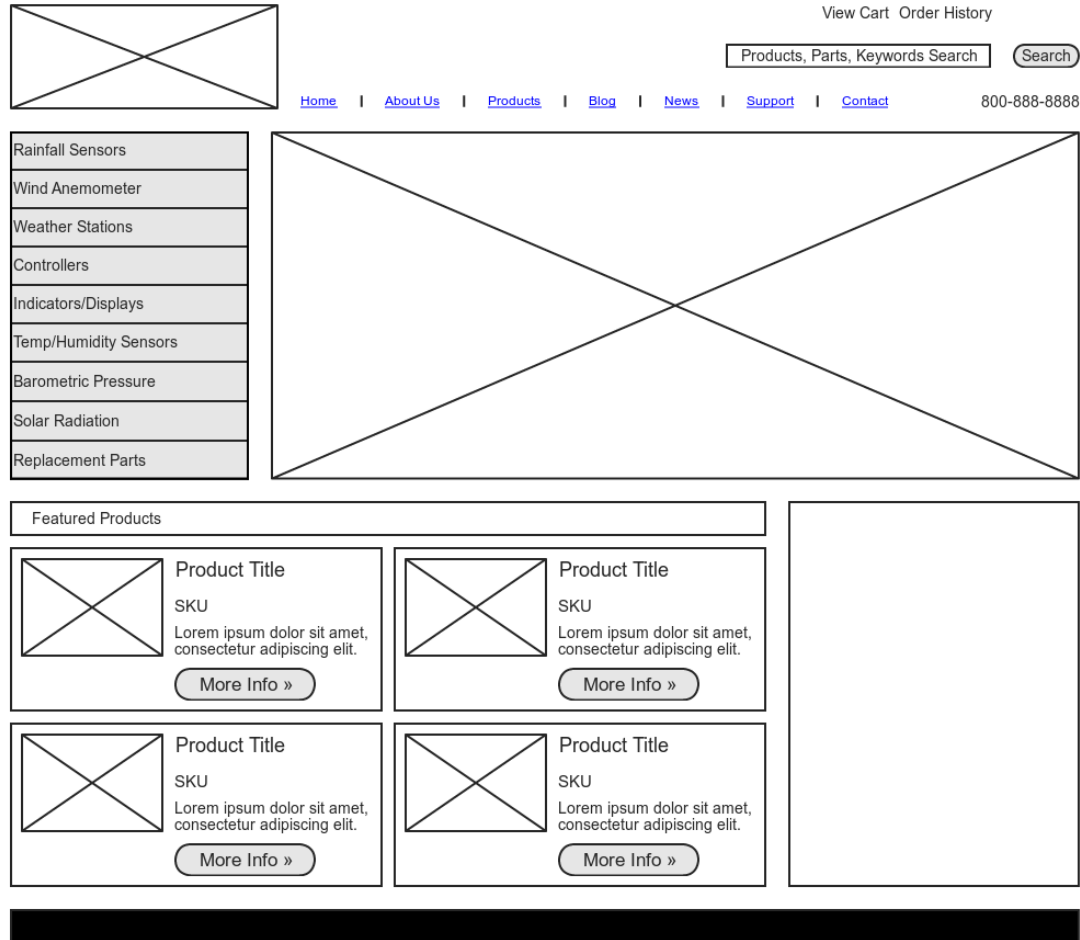 View Cart Order History
Products, Parts, Keywords Search Search
Home | About Us | Products | Blog | News | Support | Contact 800-888-8888
Rainfall Sensors
Wind Anemometer
Weather Stations
Controllers
Indicators/Displays
Temp/Humidity Sensors
Barometric Pressure
Solar Radiation
Replacement Parts
Featured Products
Product Title
SKU
Lorem ipsum dolor sit amet,
consectetur adipiscing elit.
More Info »
Product Title
SKU
Lorem ipsum dolor sit amet,
consectetur adipiscing elit.
More Info »
Product Title
SKU
Lorem ipsum dolor sit amet,
consectetur adipiscing elit.
More Info »
Product Title
SKU
Lorem ipsum dolor sit amet,
consectetur adipiscing elit.
More Info »